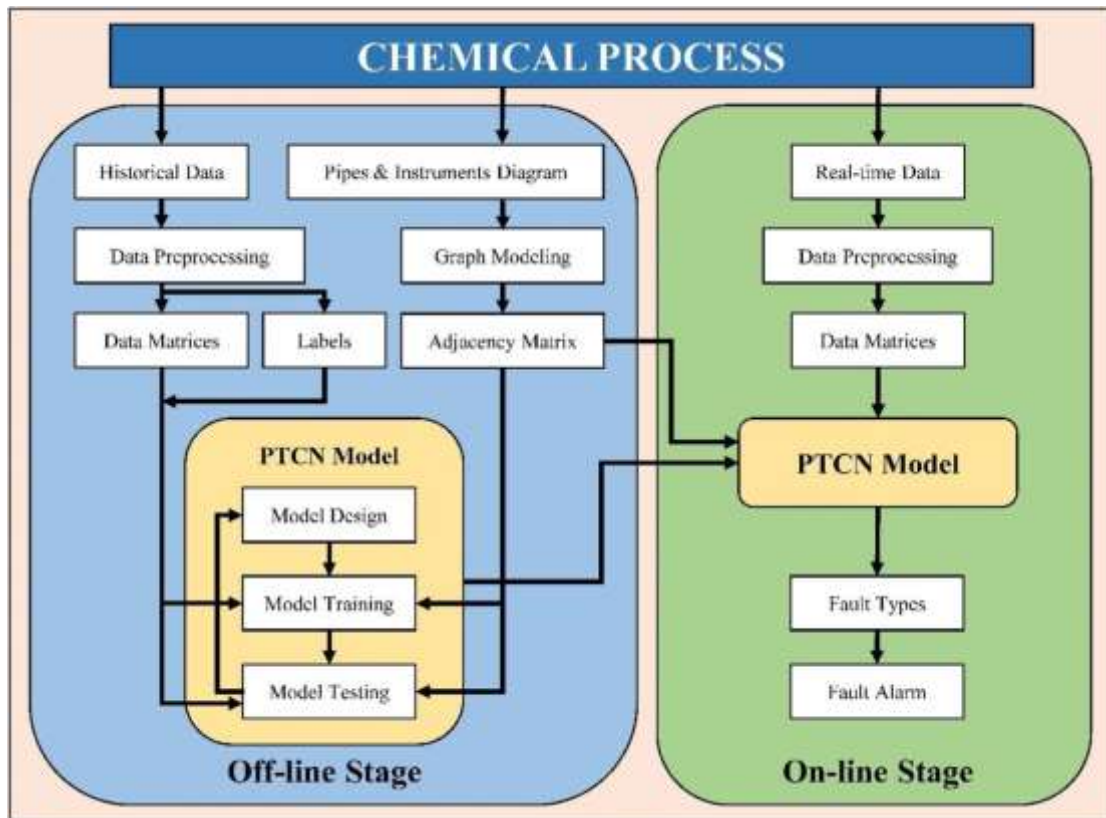 CHEMICAL PROCESS
Historical Data
Pipes & Instruments Diagram
Real-time Data
Data Preprocessing
Graph Modeling
Data Preprocessing
Data Matrices
Labels
Adjacency Matrix
Data Matrices
PTCN Model
PTCN Model
Model Design
Model Training
Fault Types
Model Testing
Fault Alarm
Off-line Stage
On-line Stage